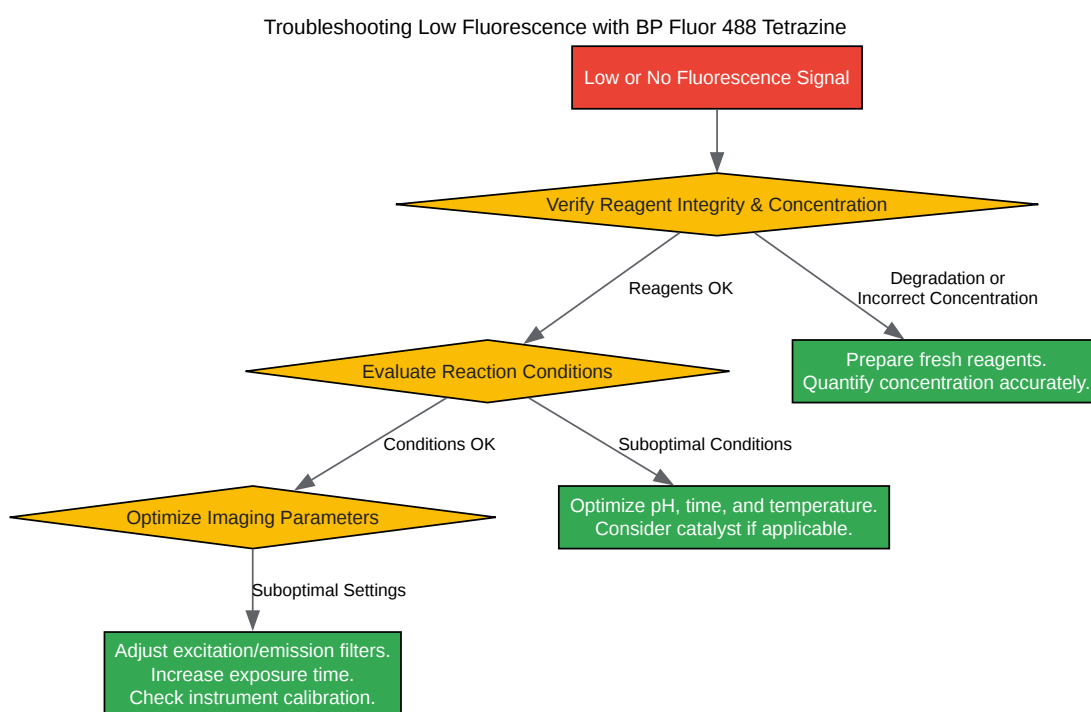 Troubleshooting Low Fluorescence with BP Fluor 488 Tetrazine
Low or No Fluorescence Signal
Verify Reagent Integrity & Concentration
Reagents OK
Degradation or
Incorrect Concentration
Evaluate Reaction Conditions
Prepare fresh reagents.
Quantify concentration accurately.
Conditions OK
Suboptimal Conditions
Optimize Imaging Parameters
Optimize pH, time, and temperature.
Consider catalyst if applicable.
Suboptimal Settings
Adjust excitation/emission filters.
Increase exposure time.
Check instrument calibration.